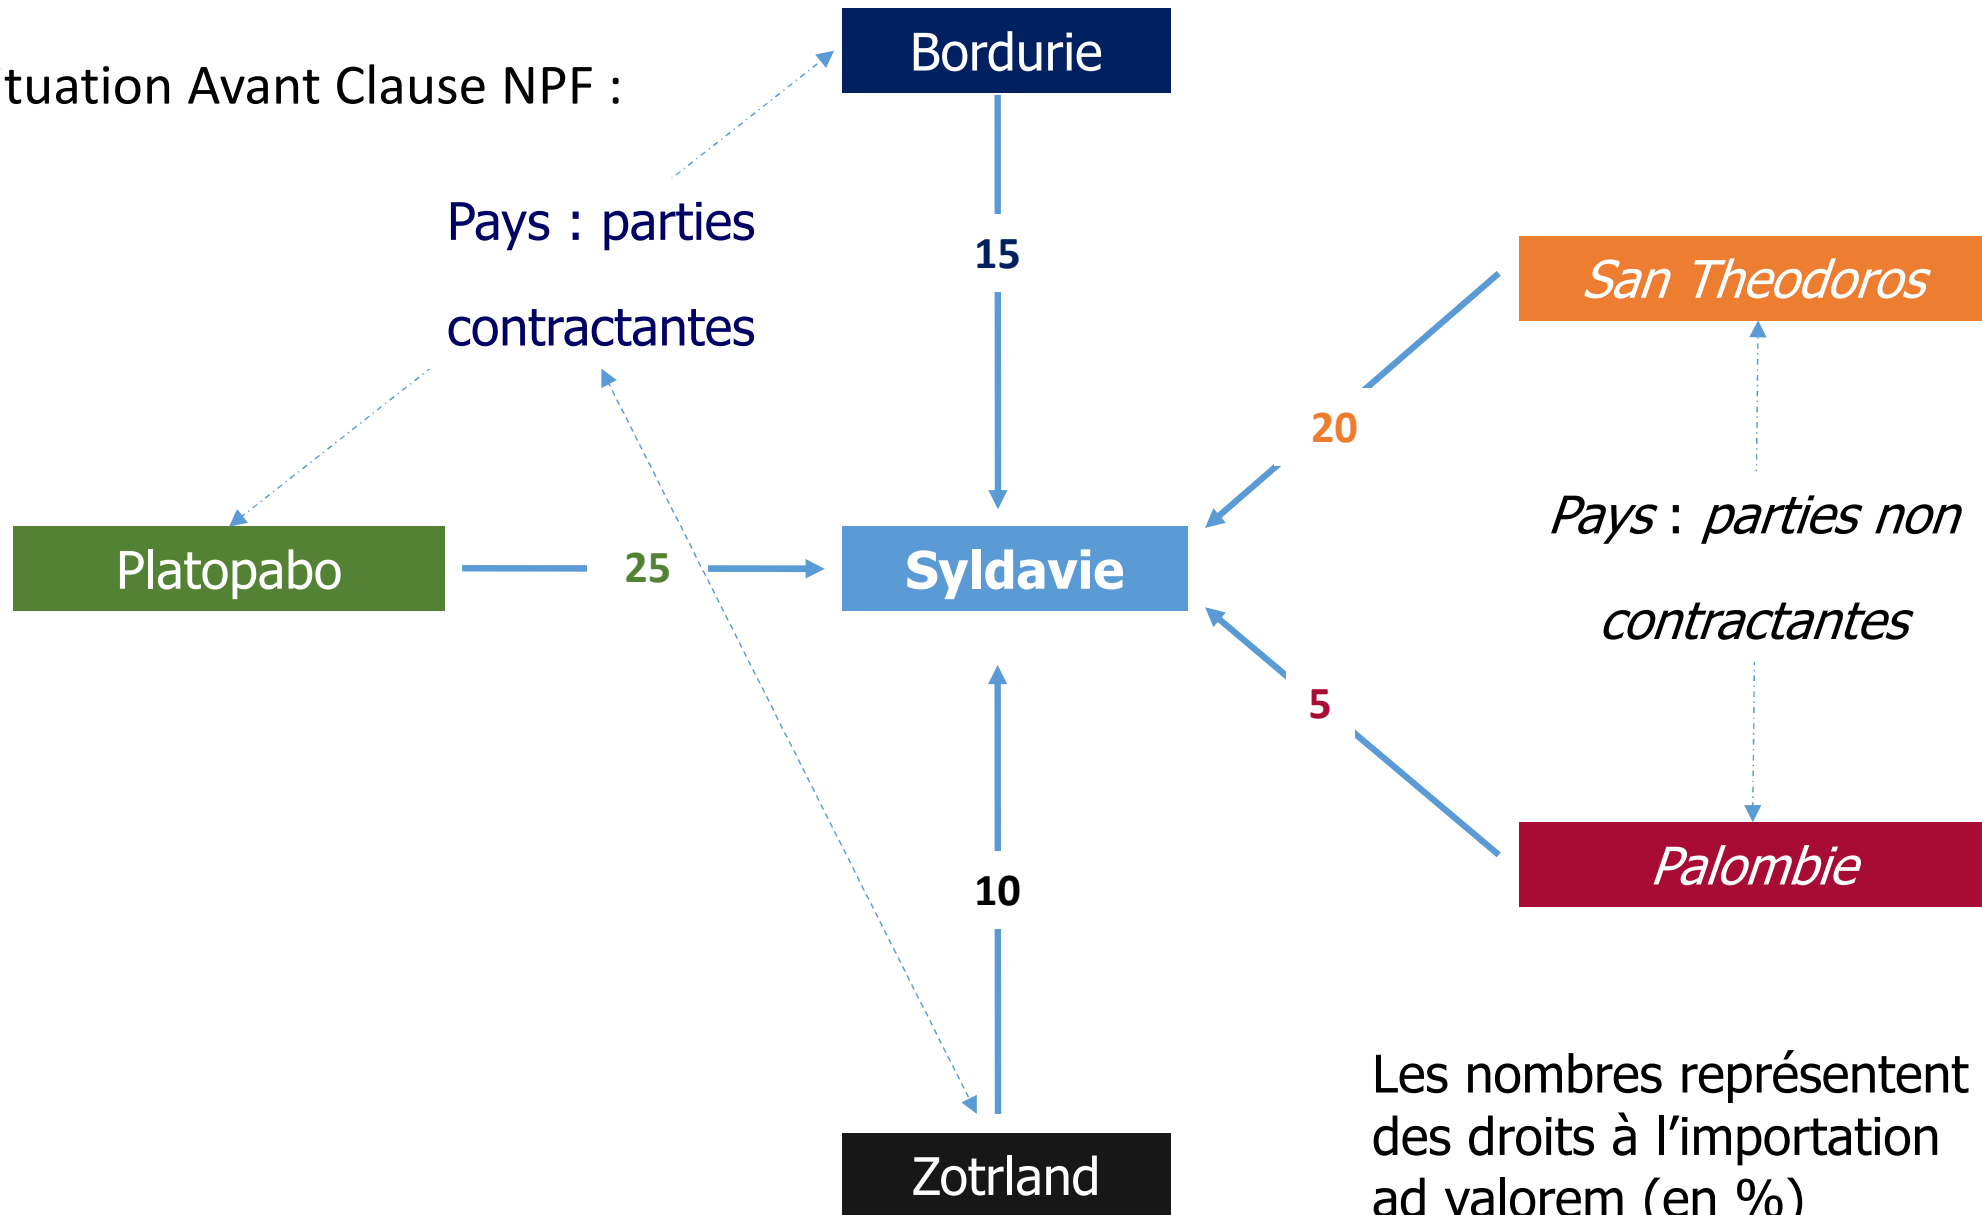 tuation Avant Clause NPF :
Bordurie
Pays : parties
contractantes
15
San Theodoros
20
Pays : parties non
contractantes
Platopabo
25
Syldavie
5
Palombie
10
Zotrland
Les nombres représentent
des droits à l’importation
ad valorem (en %)